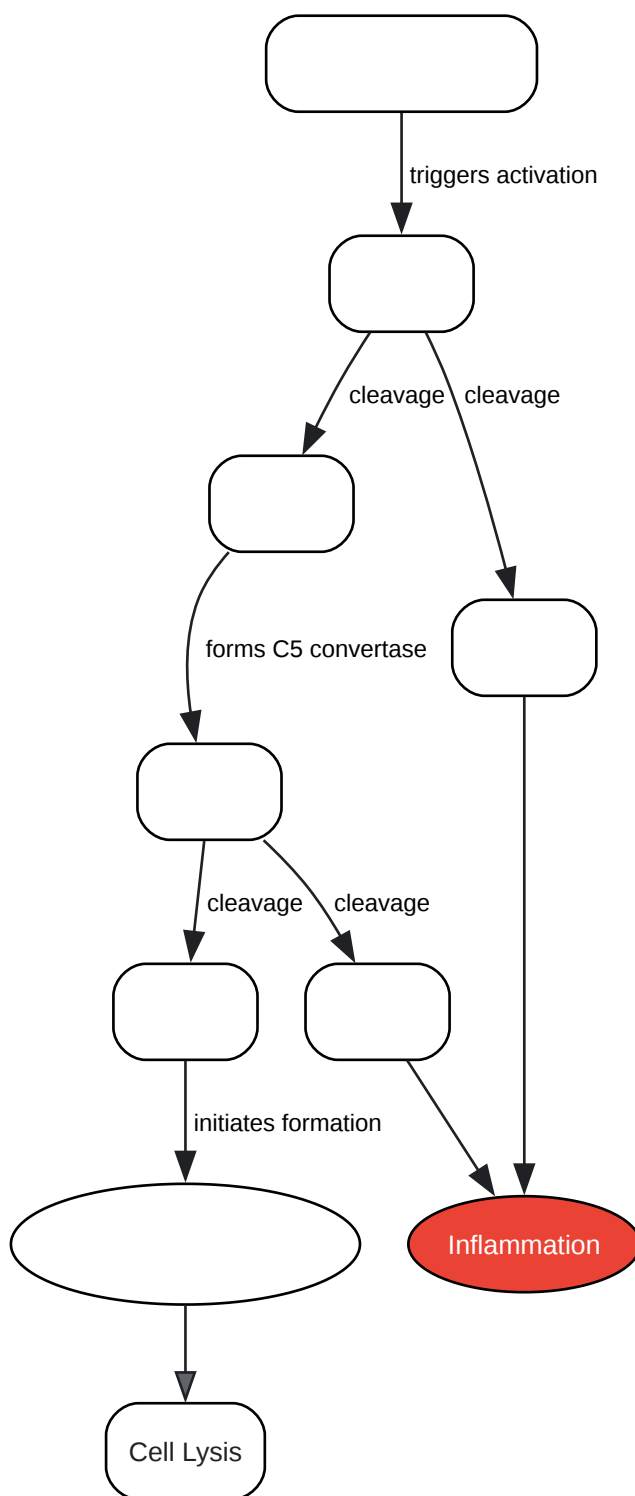 triggers activation
cleavage
cleavage
forms C5 convertase
cleavage
cleavage
initiates formation
Inflammation
Cell Lysis